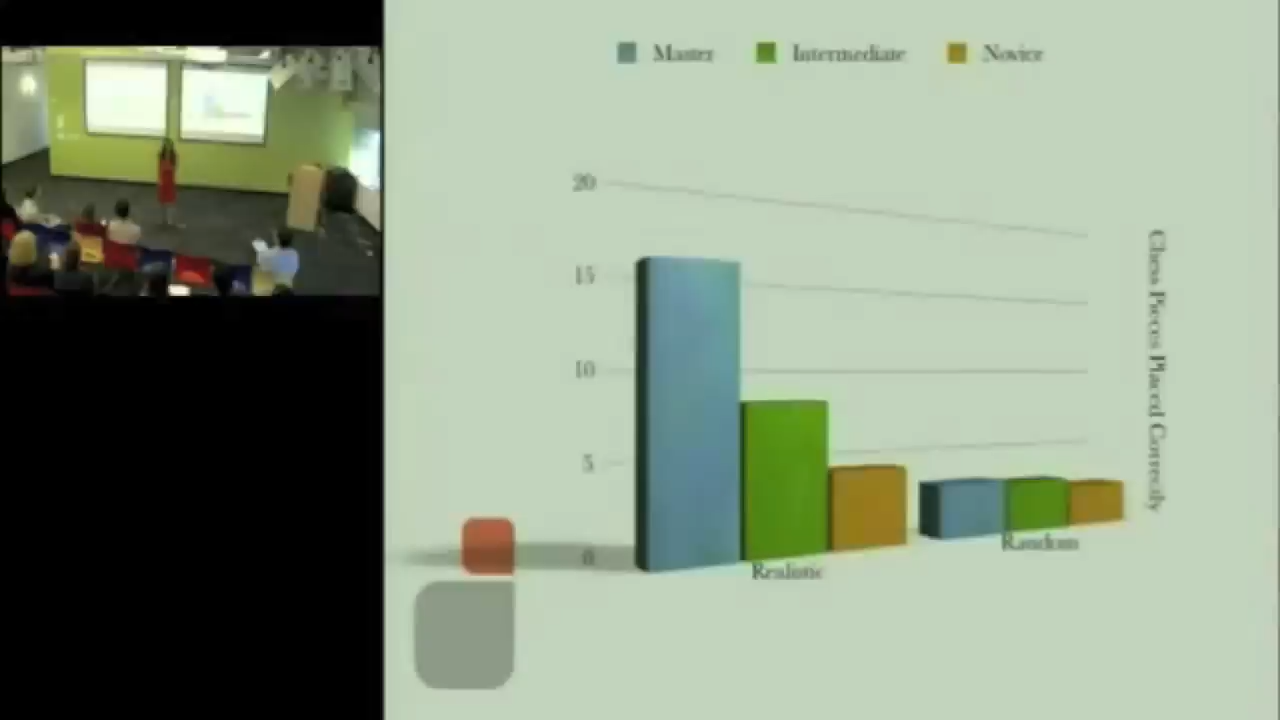 Master Intermediate Novice
20
15
10
5
0
Realistic
Random
Chess Pieces Placed Correctly